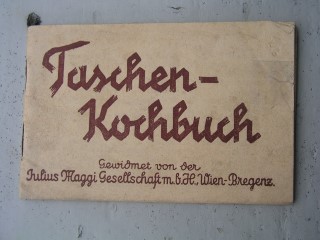 Taschen-
Kochbuch
Gewidmet von der
Julius Maggi Gesellschaft m.b.H., Wien-Bregenz.